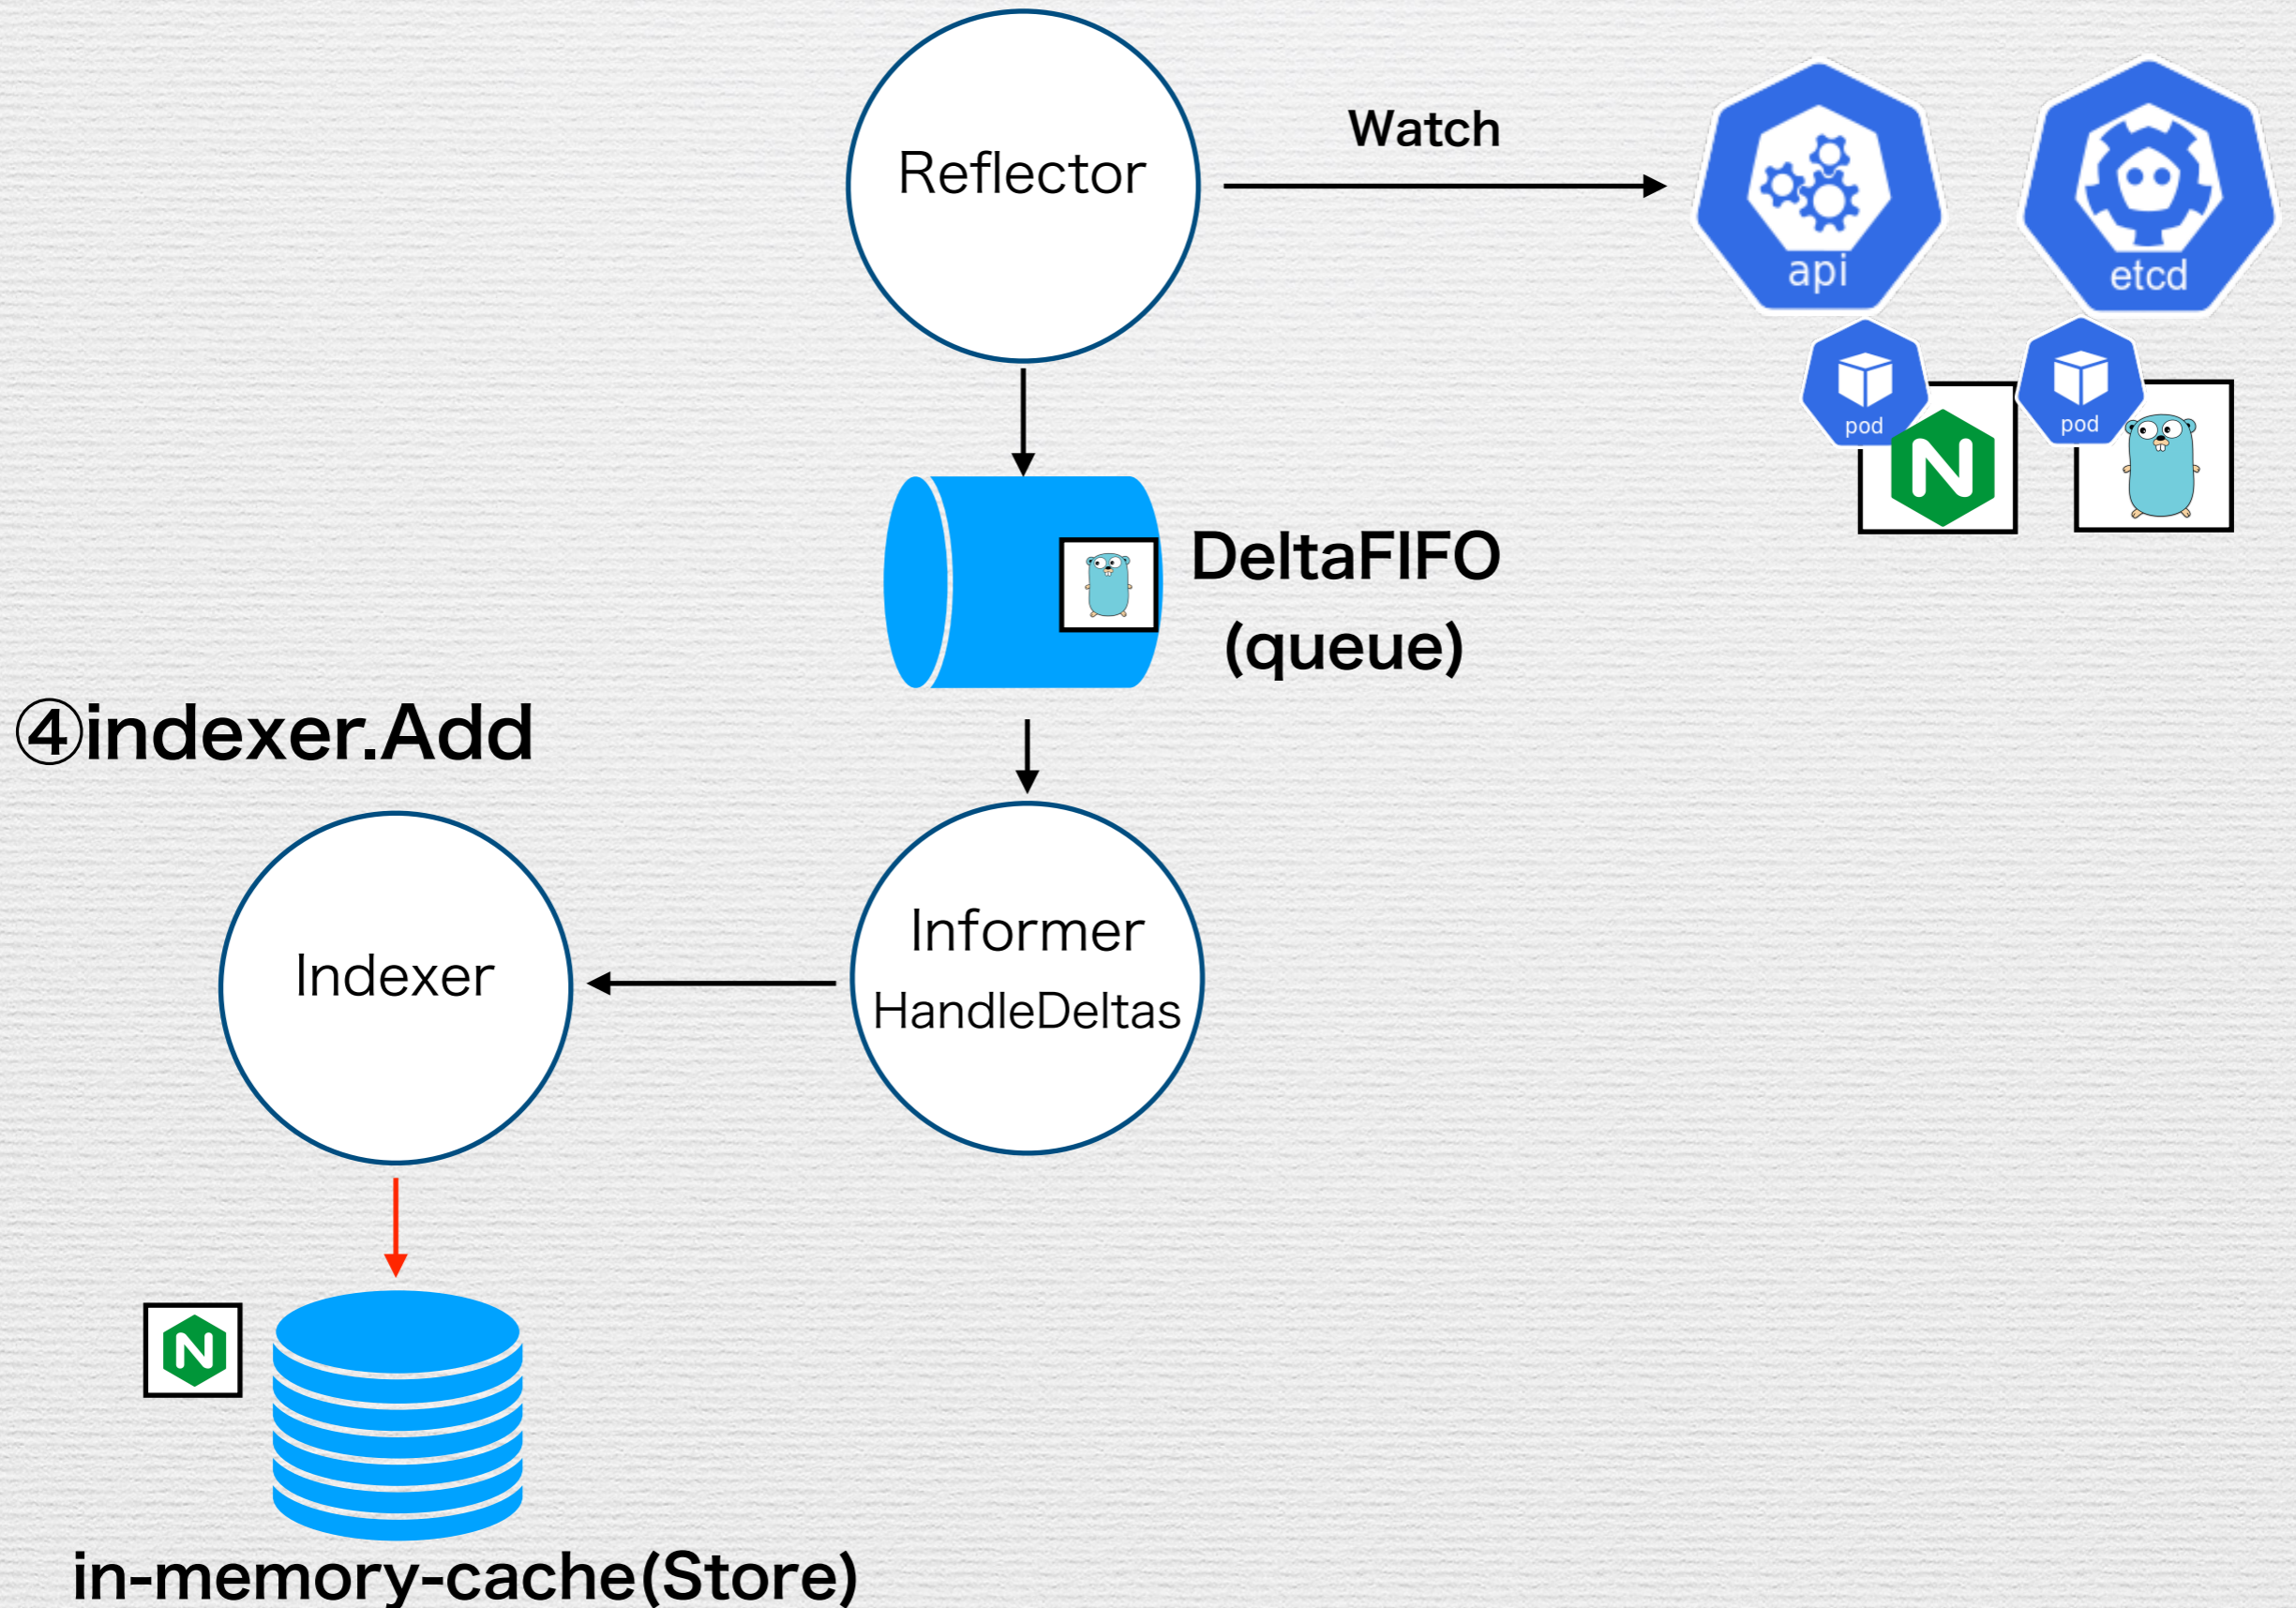 Reflector
Watch
api
etcd
pod
pod
N
DeltaFIFO
(queue)
④indexer.Add
Indexer
Informer
HandleDeltas
N
in-memory-cache(Store)